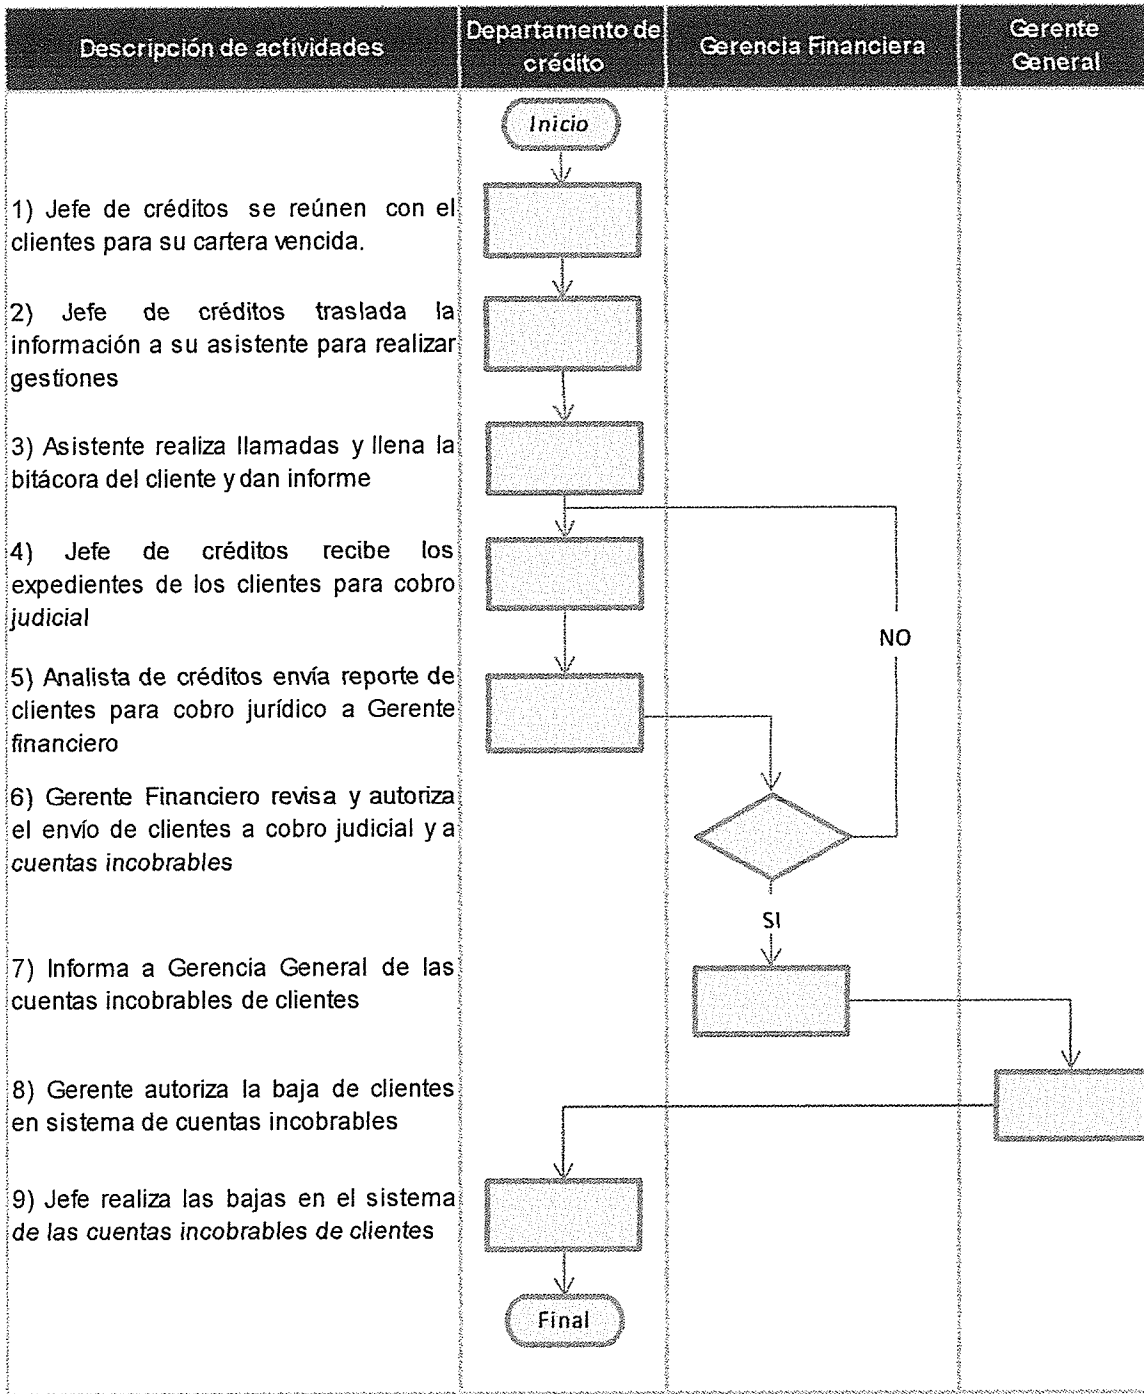 Descripción de actividades
Departamento de
crédito
Gerencia Financiera
Gerente
General
Inicio
1) Jefe de créditos se reúnen con el
clientes para su cartera vencida.
2) Jefe de créditos traslada la
información a su asistente para realizar
gestiones
3) Asistente realiza llamadas y llena la
bitácora del cliente y dan informe
4) Jefe de créditos recibe los
expedientes de los clientes para cobro
judicial
NO
5) Analista de créditos envía reporte de
clientes para cobro jurídico a Gerente
financiero
6) Gerente Financiero revisa y autoriza
el envío de clientes a cobro judicial y a
cuentas incobrables
SI
7) Informa a Gerencia General de las
cuentas incobrables de clientes
8) Gerente autoriza la baja de clientes
en sistema de cuentas incobrables
9) Jefe realiza las bajas en el sistema
de las cuentas incobrables de clientes
Final